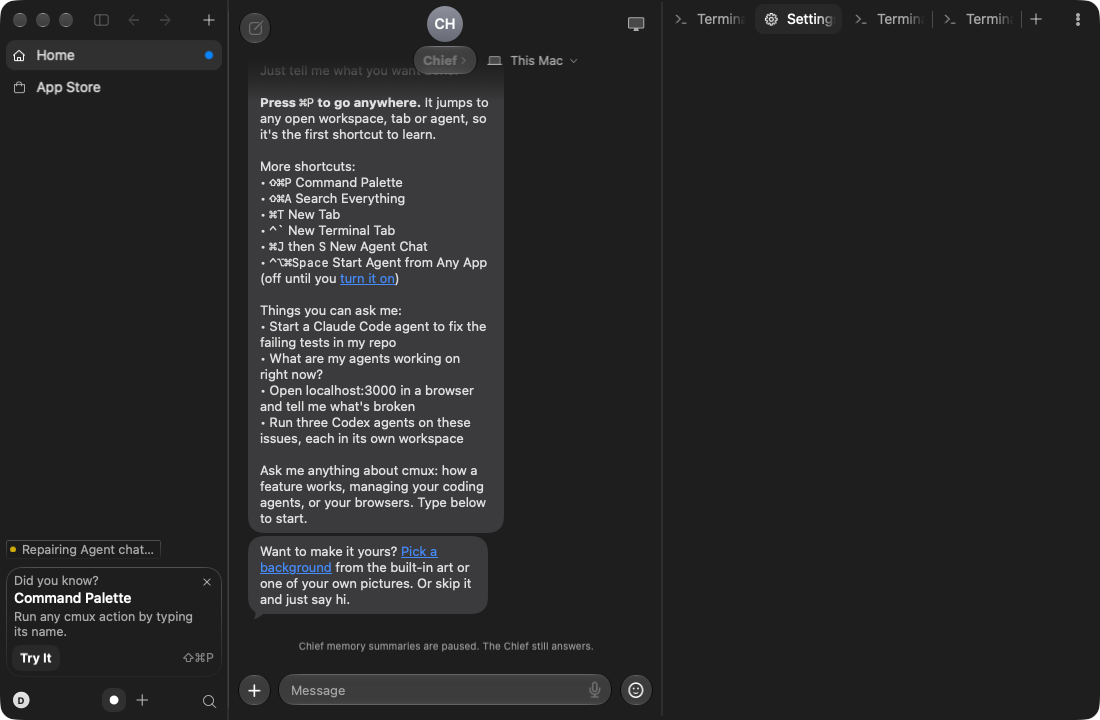 Home
App Store
Repairing Agent chat...
Did you know?
Command Palette
Run any cmux action by typing
its name.
Try It
⇧⌘P
D
CH
Chief
This Mac
Just tell me what you want done.
Press ⌘P to go anywhere. It jumps to
any open workspace, tab or agent, so
it's the first shortcut to learn.
More shortcuts:
• ⇧⌘P Command Palette
• ⇧⌘A Search Everything
• ⌘T New Tab
• ^` New Terminal Tab
• ⌘J then S New Agent Chat
• ^⌥⌘Space Start Agent from Any App
(off until you turn it on)
Things you can ask me:
• Start a Claude Code agent to fix the
failing tests in my repo
• What are my agents working on
right now?
• Open localhost:3000 in a browser
and tell me what's broken
• Run three Codex agents on these
issues, each in its own workspace
Ask me anything about cmux: how a
feature works, managing your coding
agents, or your browsers. Type below
to start.
Want to make it yours? Pick a
background from the built-in art or
one of your own pictures. Or skip it
and just say hi.
Chief memory summaries are paused. The Chief still answers.
Message
Termin
Setting
Termin
Termin